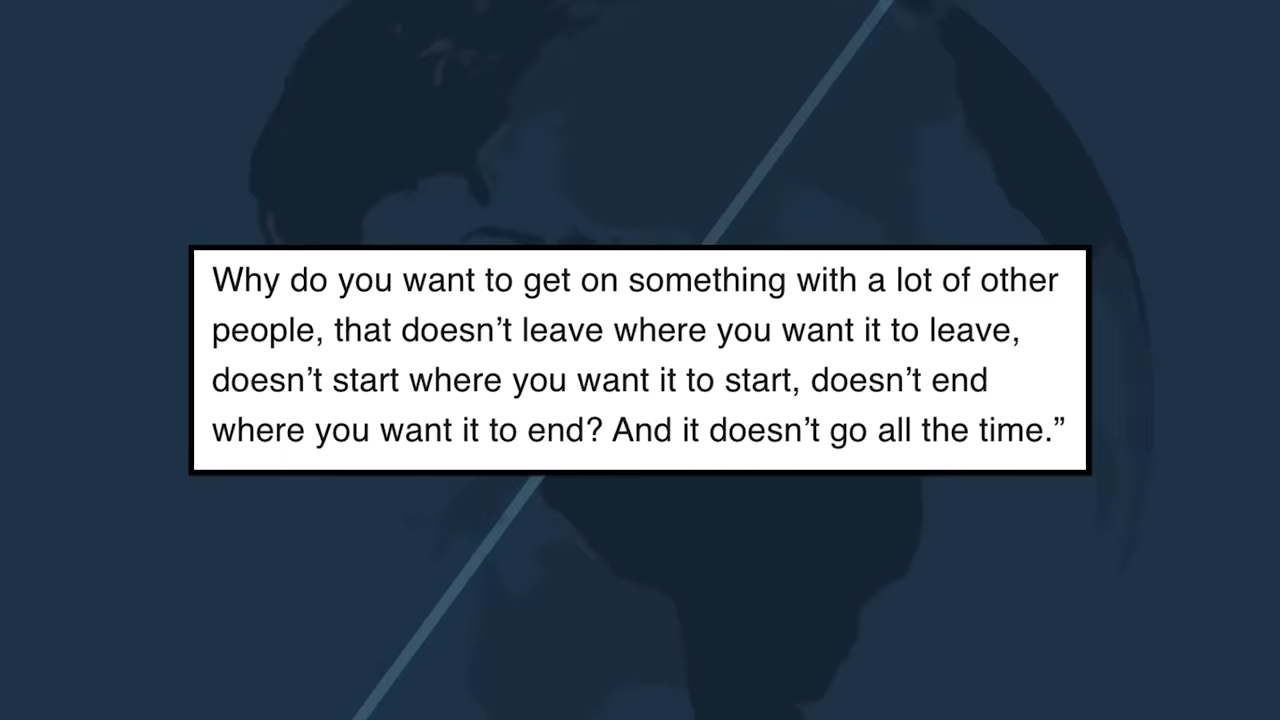 Why do you want to get on something with a lot of other
people, that doesn’t leave where you want it to leave,
doesn’t start where you want it to start, doesn’t end
where you want it to end? And it doesn’t go all the time.”